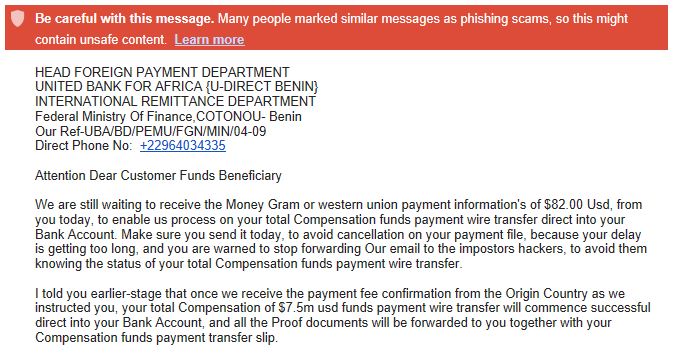 Be careful with this message. Many people marked similar messages as phishing scams, so this might
contain unsafe content. Learn more
HEAD FOREIGN PAYMENT DEPARTMENT
UNITED BANK FOR AFRICA {U-DIRECT BENIN}
INTERNATIONAL REMITTANCE DEPARTMENT
Federal Ministry Of Finance,COTONOU- Benin
Our Ref-UBA/BD/PEMU/FGN/MIN/04-09
Direct Phone No: +22964034335
Attention Dear Customer Funds Beneficiary
We are still waiting to receive the Money Gram or western union payment information's of $82.00 Usd, from
you today, to enable us process on your total Compensation funds payment wire transfer direct into your
Bank Account. Make sure you send it today, to avoid cancellation on your payment file, because your delay
is getting too long, and you are warned to stop forwarding Our email to the impostors hackers, to avoid them
knowing the status of your total Compensation funds payment wire transfer.
I told you earlier-stage that once we receive the payment fee confirmation from the Origin Country as we
instructed you, your total Compensation of $7.5m usd funds payment wire transfer will commence successful
direct into your Bank Account, and all the Proof documents will be forwarded to you together with your
Compensation funds payment transfer slip.